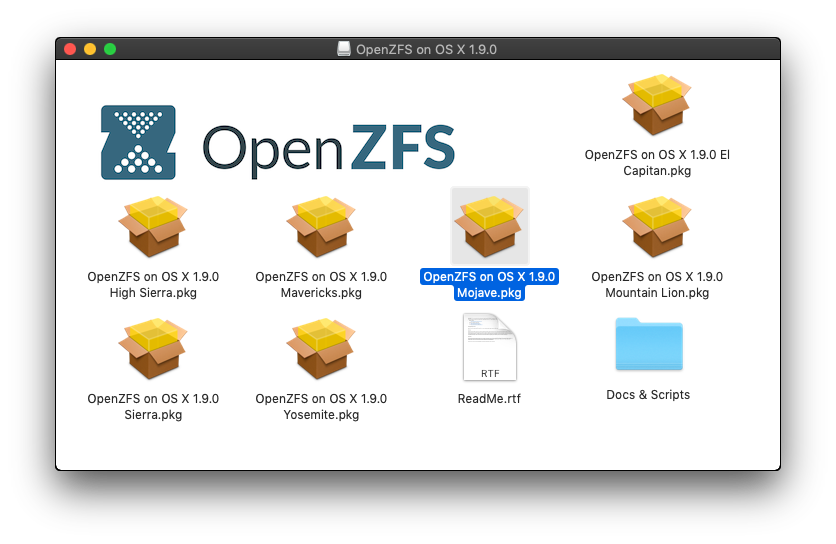 OpenZFS on OS X 1.9.0
OpenZFS
OpenZFS on OS X 1.9.0 El
Capitan.pkg
OpenZFS on OS X 1.9.0
High Sierra.pkg
OpenZFS on OS X 1.9.0
Mavericks.pkg
OpenZFS on OS X 1.9.0
Mojave.pkg
OpenZFS on OS X 1.9.0
Mountain Lion.pkg
OpenZFS on OS X 1.9.0
Sierra.pkg
OpenZFS on OS X 1.9.0
Yosemite.pkg
RTF
ReadMe.rtf
Docs & Scripts